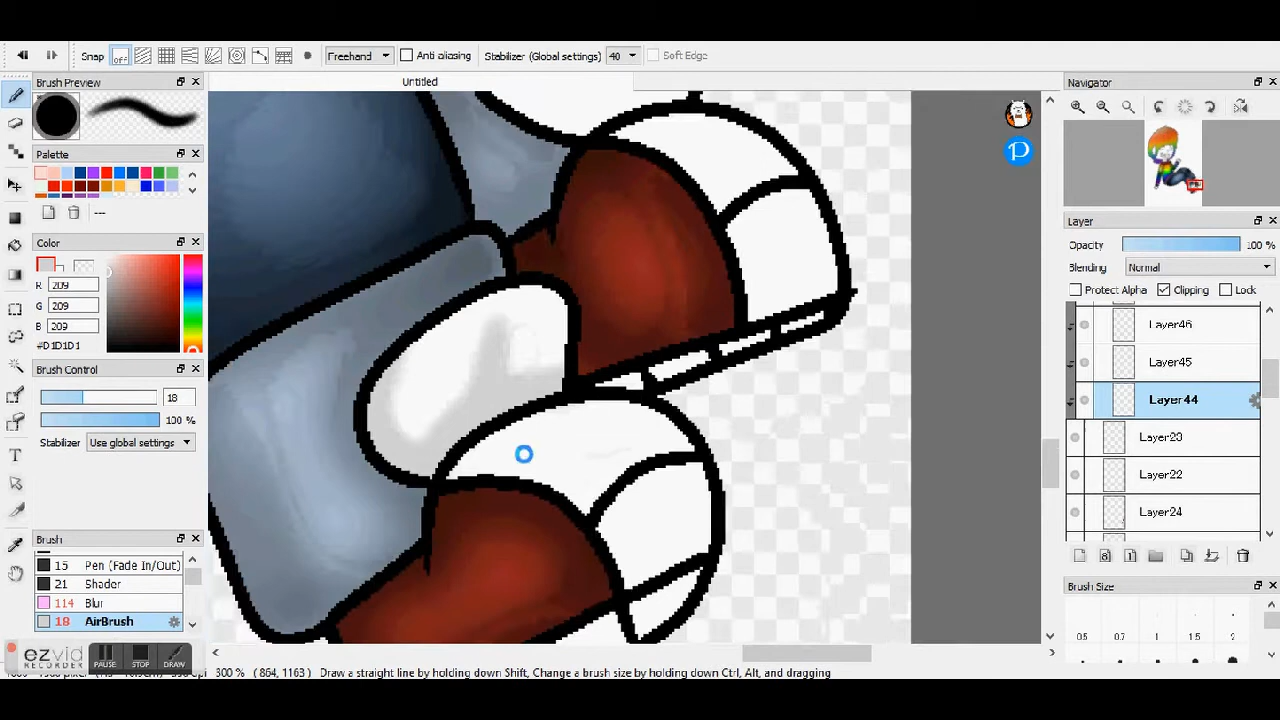 Snap off Freehand Anti aliasing Stabilizer (Global settings) 40 Soft Edge
Brush Preview
Untitled
Navigator
Palette
---
Color
R 209
G 209
B 209
#D1D1D1
Brush Control
18
100 %
Stabilizer Use global settings
Brush
15 Pen (Fade In/Out)
21 Shader
114 Blur
18 AirBrush
Layer
Opacity 100 %
Blending Normal
Protect Alpha Clipping Lock
Layer46
Layer45
Layer44
Layer23
Layer22
Layer24
Brush Size
0.5 0.7 1 1.5 2
ezvid
RECORDER
PAUSE STOP DRAW
300 % (864, 1163) Draw a straight line by holding down Shift, Change a brush size by holding down Ctrl, Alt, and dragging